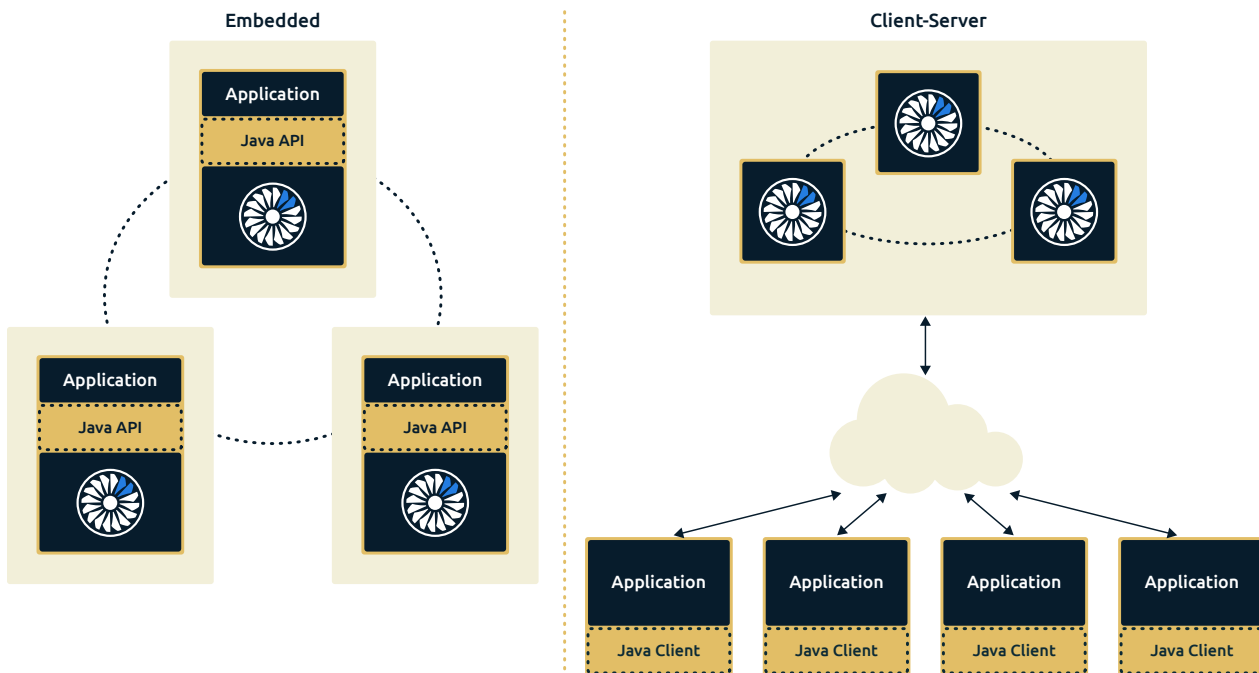 Embedded
Application
Java API
Application
Java API
Application
Java API
Client-Server
Application
Java Client
Application
Java Client
Application
Java Client
Application
Java Client